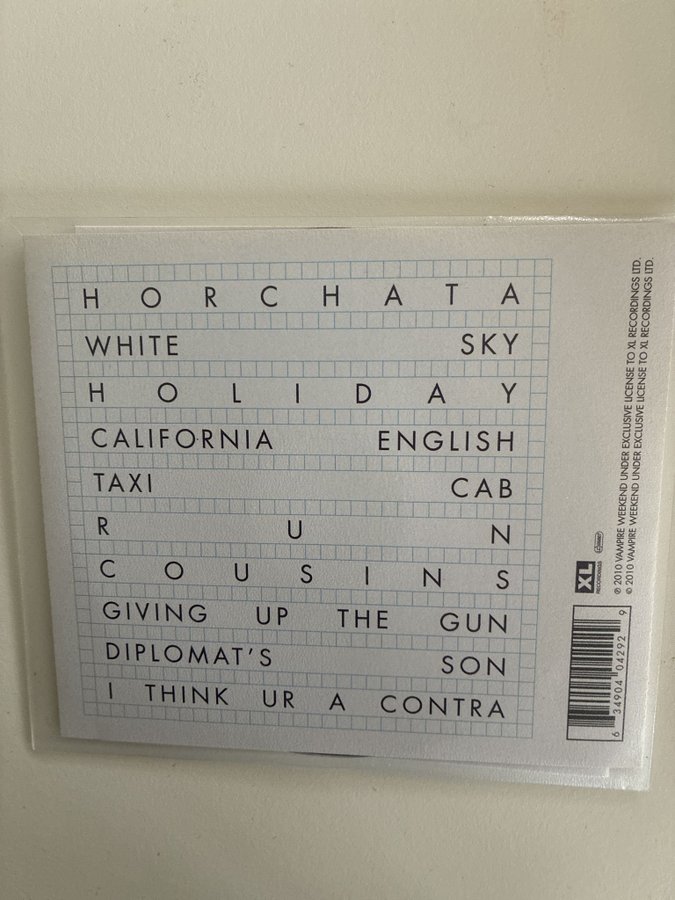 HORCHATA
WHITE SKY
HOLIDAY
CALIFORNIA ENGLISH
TAXI CAB
RUN
COUSINS
GIVING UP THE GUN
DIPLOMAT'S SON
I THINK UR A CONTRA
℗ 2010 VAMPIRE WEEKEND UNDER EXCLUSIVE LICENSE TO XL RECORDINGS LTD.
© 2010 VAMPIRE WEEKEND UNDER EXCLUSIVE LICENSE TO XL RECORDINGS LTD.
XL
RECORDINGS
6 34904 04292 9